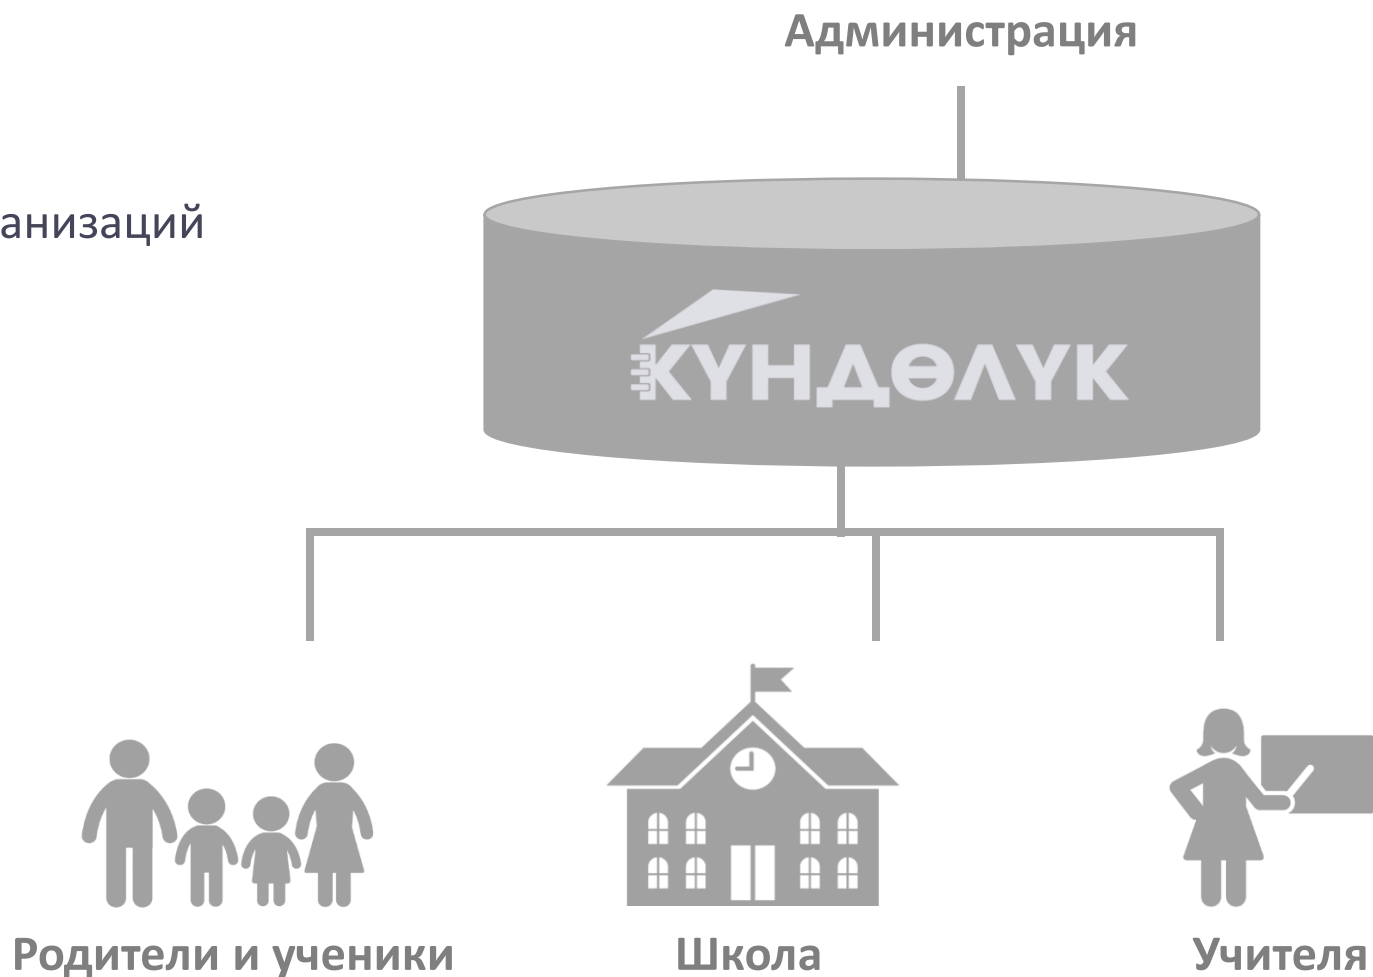 Администрация
анизаций
КҮНДӨЛҮК
Родители и ученики
Школа
Учителя